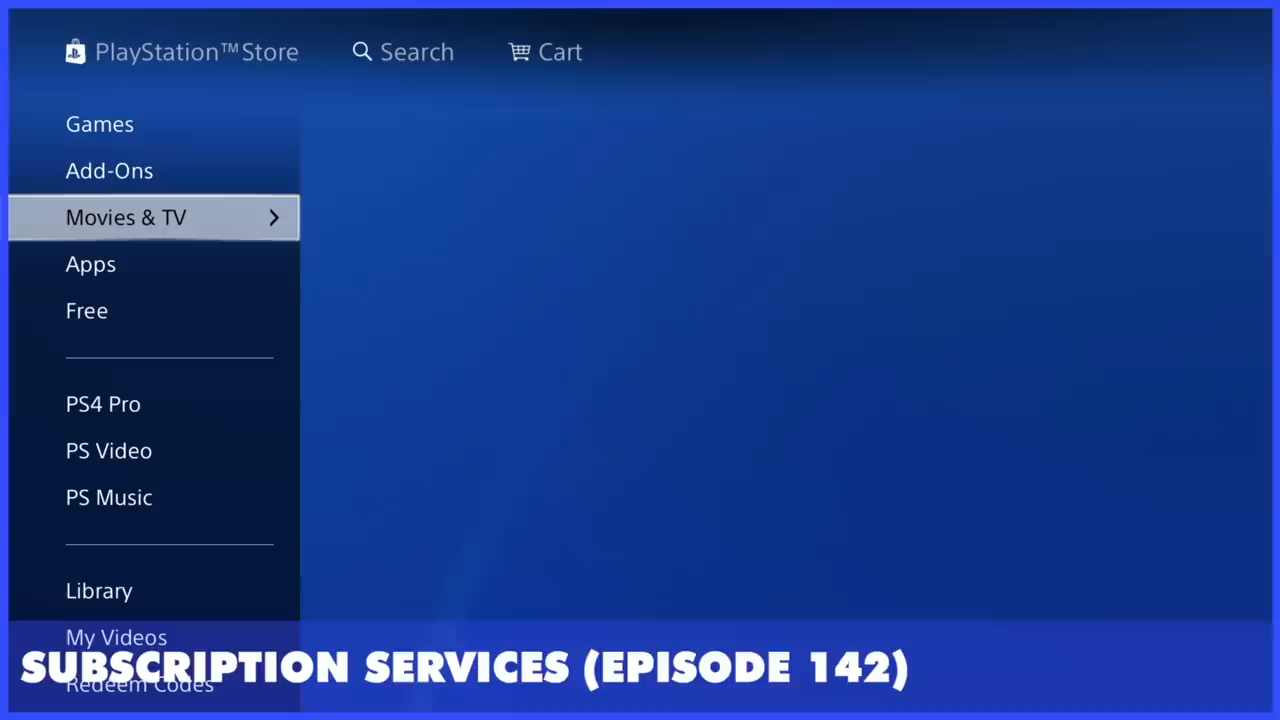 PlayStation™Store
Search
Cart
Games
Add-Ons
Movies & TV
Apps
Free
PS4 Pro
PS Video
PS Music
Library
My Videos
SUBSCRIPTION SERVICES (EPISODE 142)
Redeem Codes